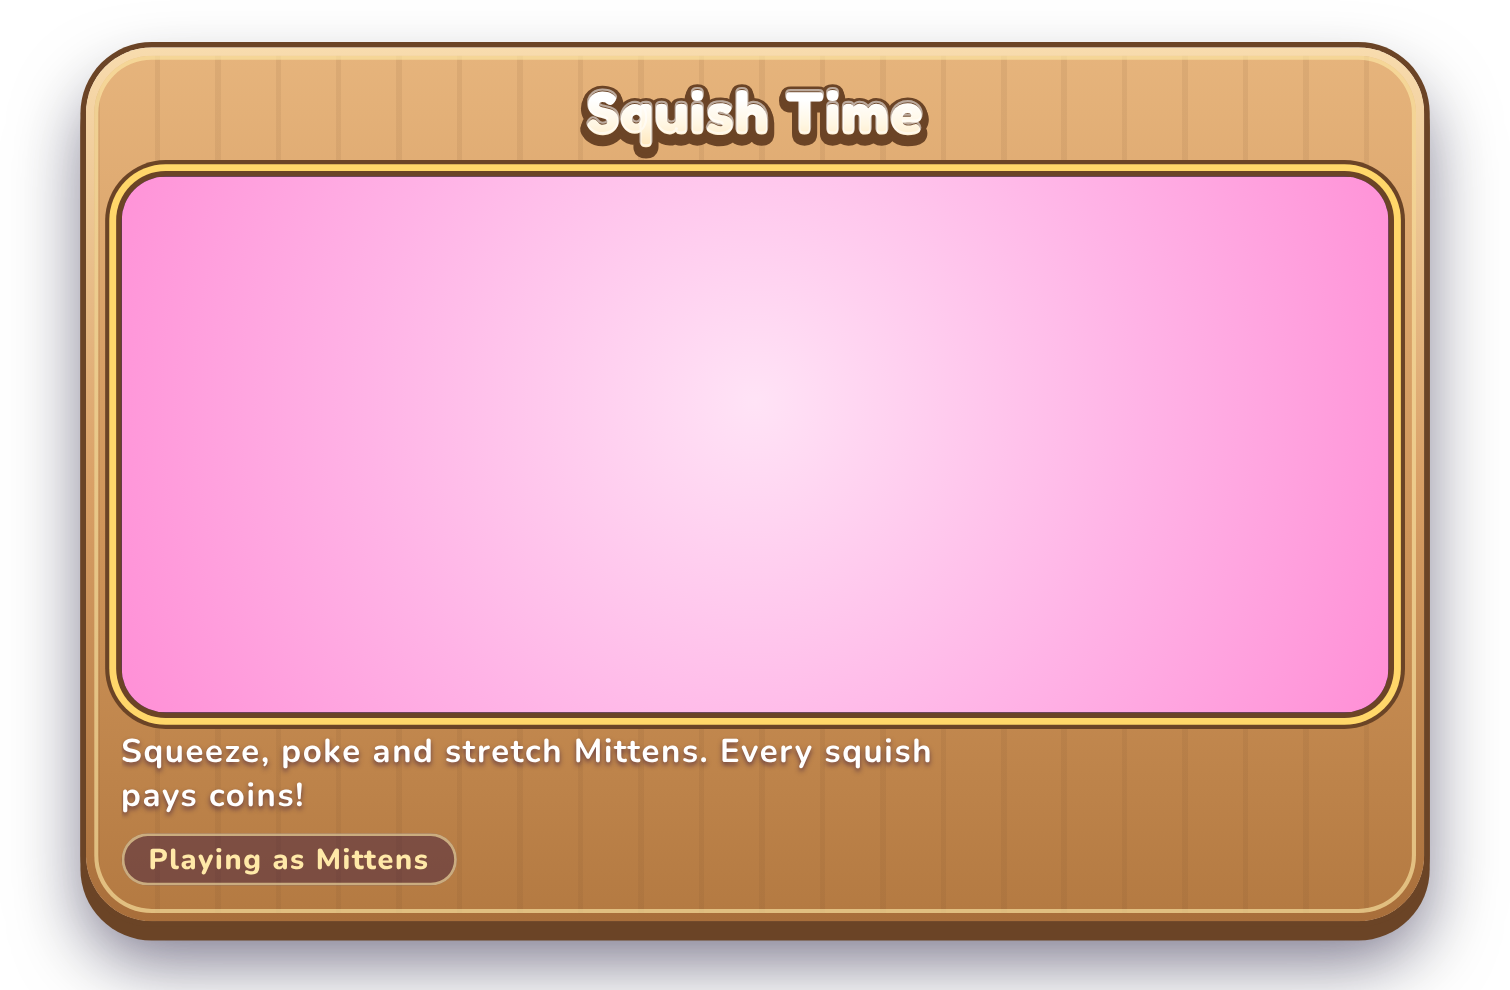 Squish Time
Squeeze, poke and stretch Mittens. Every squish
pays coins!
Playing as Mittens